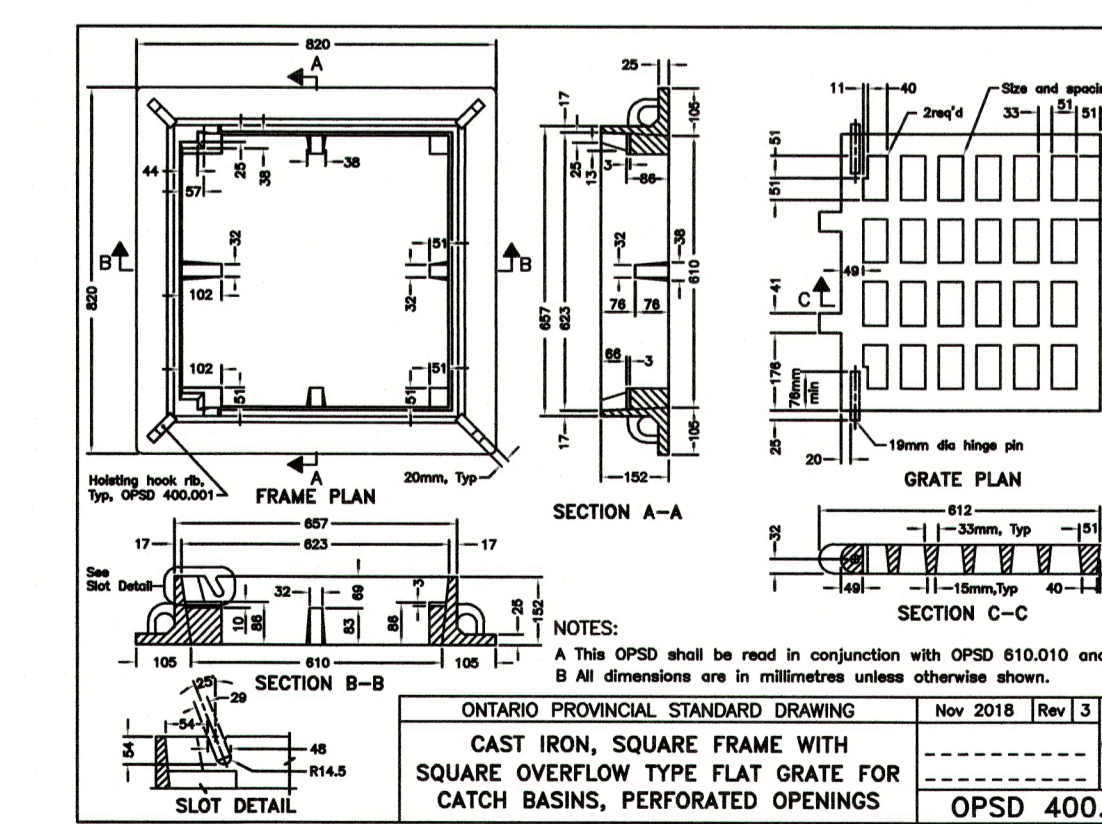 820
A
820
44
57
25
38
38
B
32
51
B
102
32
102
51
51
51
Hoisting hook rib,
Typ, OPSD 400.001
A
20mm, Typ
FRAME PLAN
25
17
105
25
13
3
86
32
38
657
623
610
76
76
66
3
17
105
152
SECTION A-A
11
40
Size and
2req'd
33
51
51
51
51
49
41
C
176
76mm
min
25
20
19mm dia hinge pin
GRATE PLAN
657
17
623
17
See
Slot Detail
32
69
3
10
86
83
86
25
152
105
610
105
SECTION B-B
612
32
33mm, Typ
51
49
15mm,Typ
40
SECTION C-C
25
29
54
54
48
R14.5
SLOT DETAIL
NOTES:
A This OPSD shall be read in conjunction with OPSD 610.010 and
B All dimensions are in millimetres unless otherwise shown.
ONTARIO PROVINCIAL STANDARD DRAWING
Nov 2018 Rev 3
CAST IRON, SQUARE FRAME WITH
SQUARE OVERFLOW TYPE FLAT GRATE FOR
CATCH BASINS, PERFORATED OPENINGS
OPSD 400.